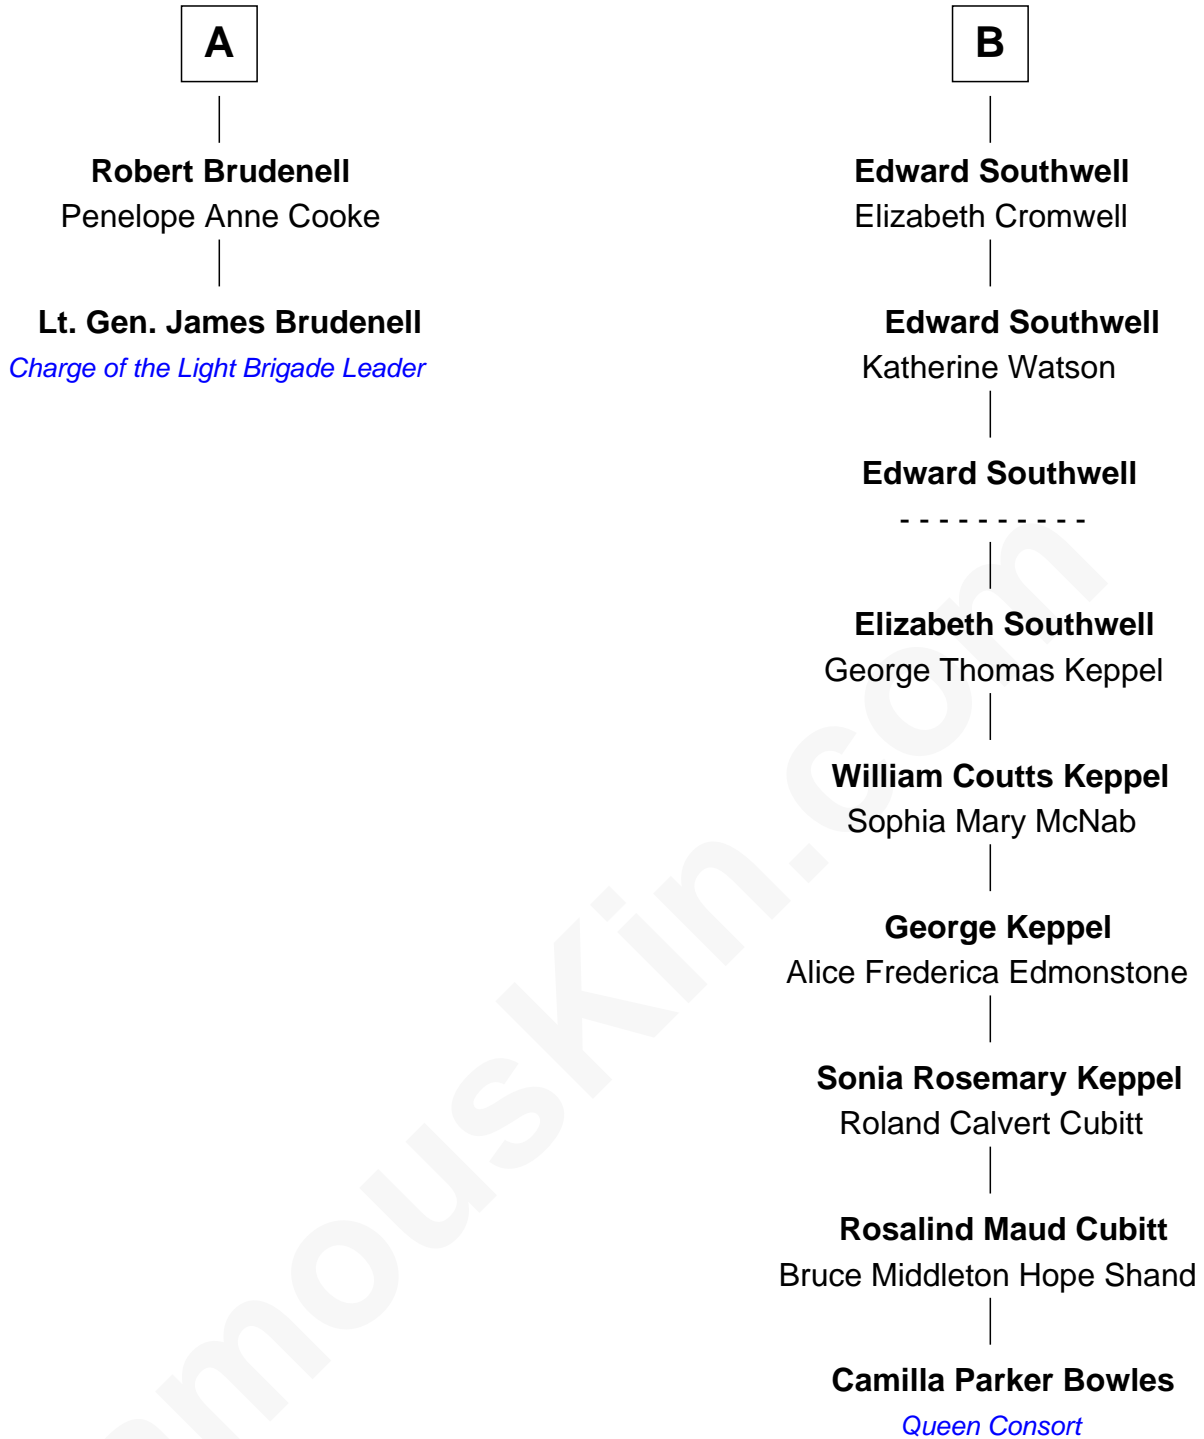 A
Robert Brudenell
Penelope Anne Cooke
Lt. Gen. James Brudenell
Charge of the Light Brigade Leader
B
Edward Southwell
Elizabeth Cromwell
Edward Southwell
Katherine Watson
Edward Southwell
- - - - - - - - - -
Elizabeth Southwell
George Thomas Keppel
William Coutts Keppel
Sophia Mary McNab
George Keppel
Alice Frederica Edmonstone
Sonia Rosemary Keppel
Roland Calvert Cubitt
Rosalind Maud Cubitt
Bruce Middleton Hope Shand
Camilla Parker Bowles
Queen Consort
amousKin.com